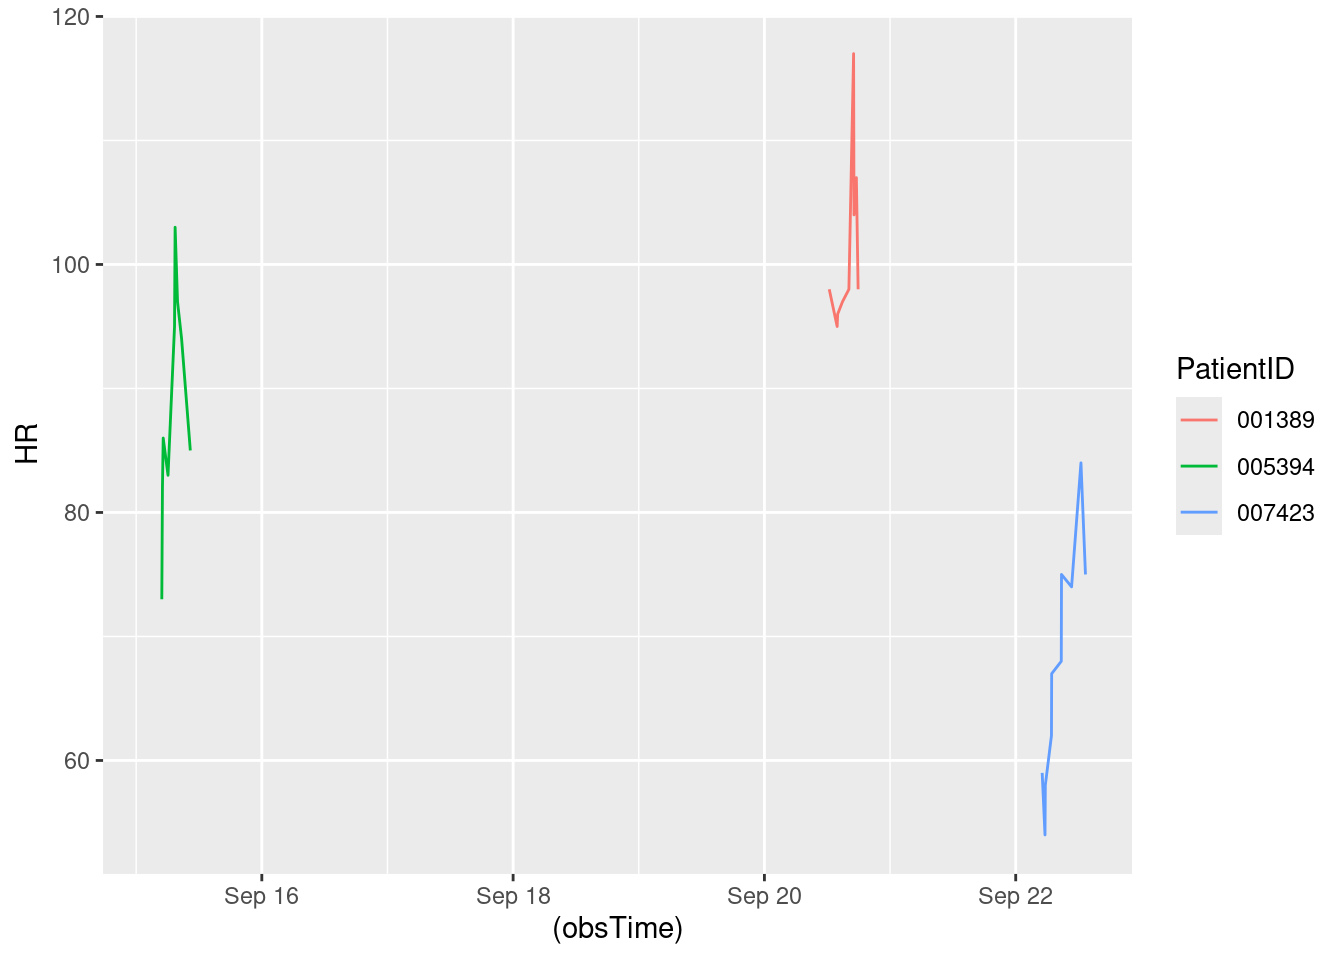 120
100
80
60
HR
Sep 16
Sep 18
Sep 20
Sep 22
(obsTime)
PatientID
001389
005394
007423